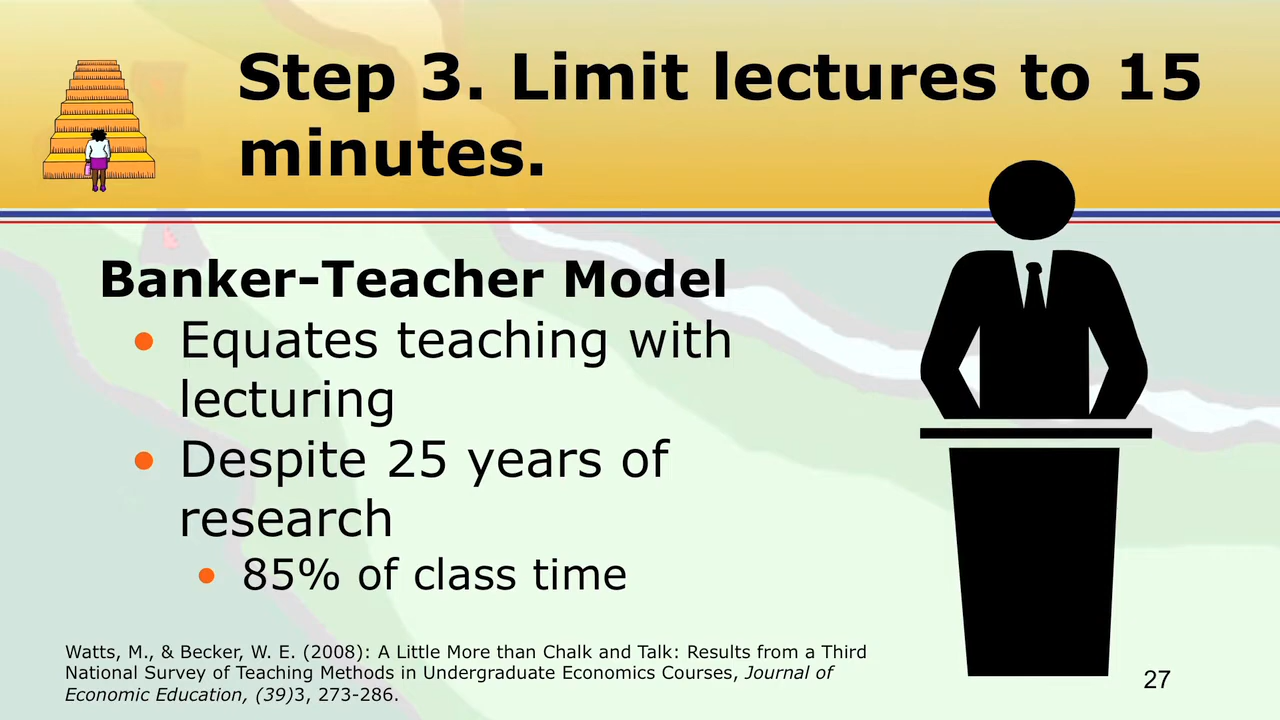 Step 3. Limit lectures to 15
minutes.
Banker-Teacher Model
• Equates teaching with
lecturing
• Despite 25 years of
research
• 85% of class time
Watts, M., & Becker, W. E. (2008): A Little More than Chalk and Talk: Results from a Third
National Survey of Teaching Methods in Undergraduate Economics Courses, Journal of
Economic Education, (39)3, 273-286.
27